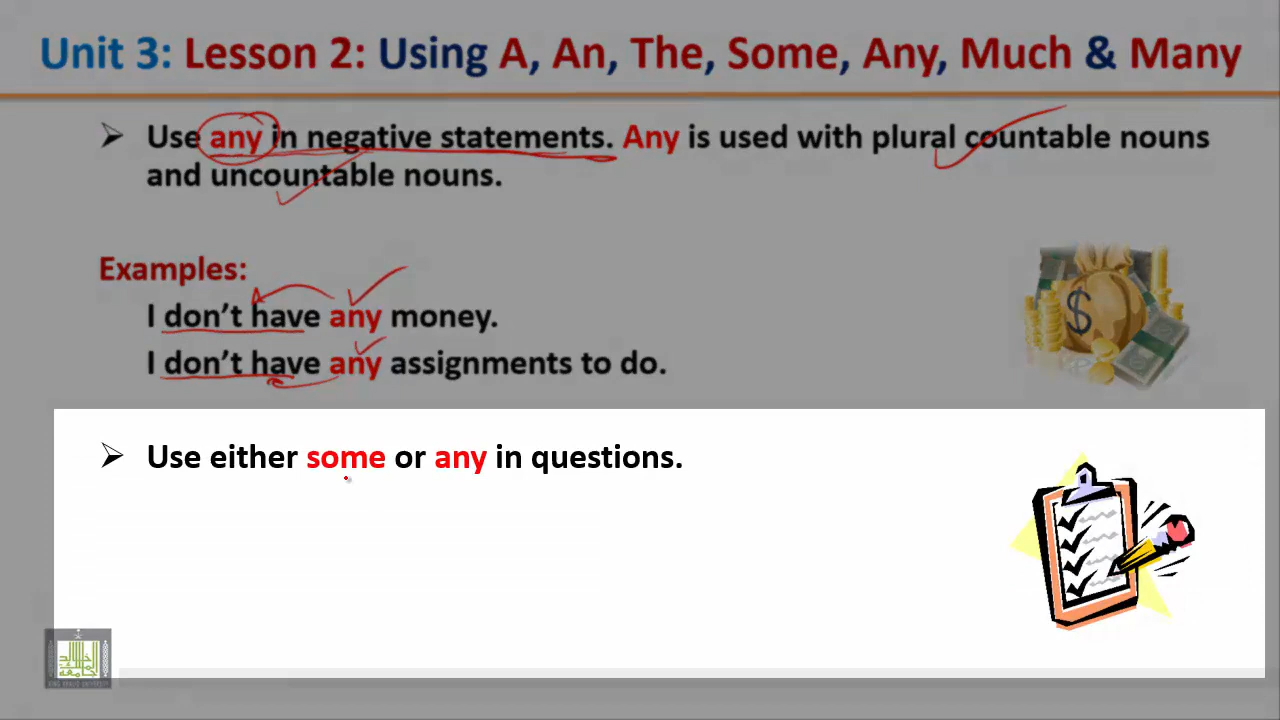 Unit 3: Lesson 2: Using A, An, The, Some, Any, Much & Many
Use any in negative statements. Any is used with plural countable nouns
and uncountable nouns.
Examples:
I don't have any money.
I don't have any assignments to do.
Use either some or any in questions.